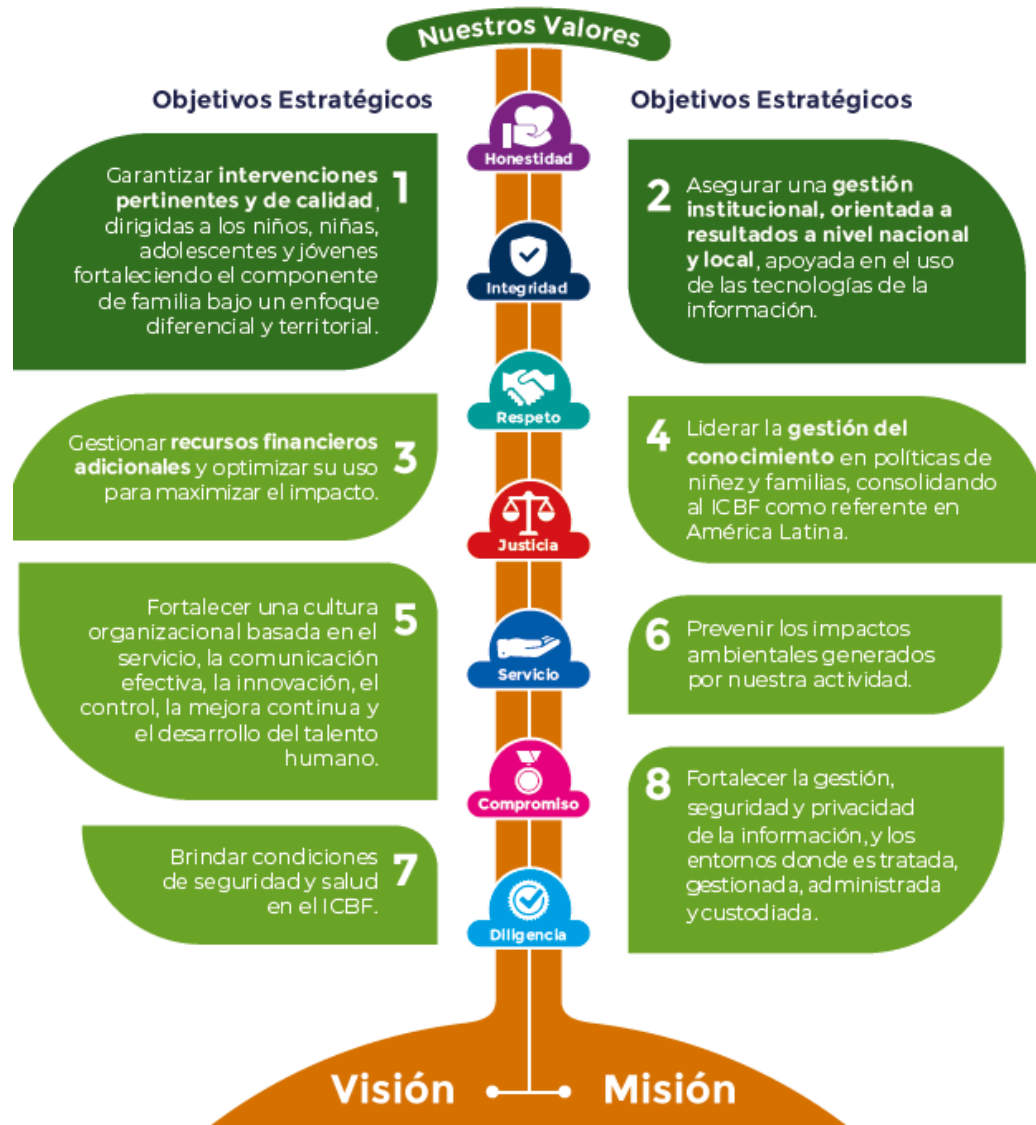 Nuestros Valores
Objetivos Estratégicos
Objetivos Estratégicos
Honestidad
1
Garantizar intervenciones
pertinentes y de calidad,
dirigidas a los niños, niñas,
adolescentes y jóvenes
fortaleciendo el componente
de familia bajo un enfoque
diferencial y territorial.
2
Asegurar una gestión
institucional, orientada a
resultados a nivel nacional
y local, apoyada en el uso
de las tecnologías de la
información.
Integridad
Respeto
3
Gestionar recursos financieros
adicionales y optimizar su uso
para maximizar el impacto.
4
Liderar la gestión del
conocimiento en políticas de
niñez y familias, consolidando
al ICBF como referente en
América Latina.
Justicia
5
Fortalecer una cultura
organizacional basada en el
servicio, la comunicación
efectiva, la innovación, el
control, la mejora continua y
el desarrollo del talento
humano.
6
Prevenir los impactos
ambientales generados
por nuestra actividad.
Servicio
Compromiso
7
Brindar condiciones
de seguridad y salud
en el ICBF.
8
Fortalecer la gestión,
seguridad y privacidad
de la información, y los
entornos donde es tratada,
gestionada, administrada
y custodiada.
Diligencia
Visión
Misión